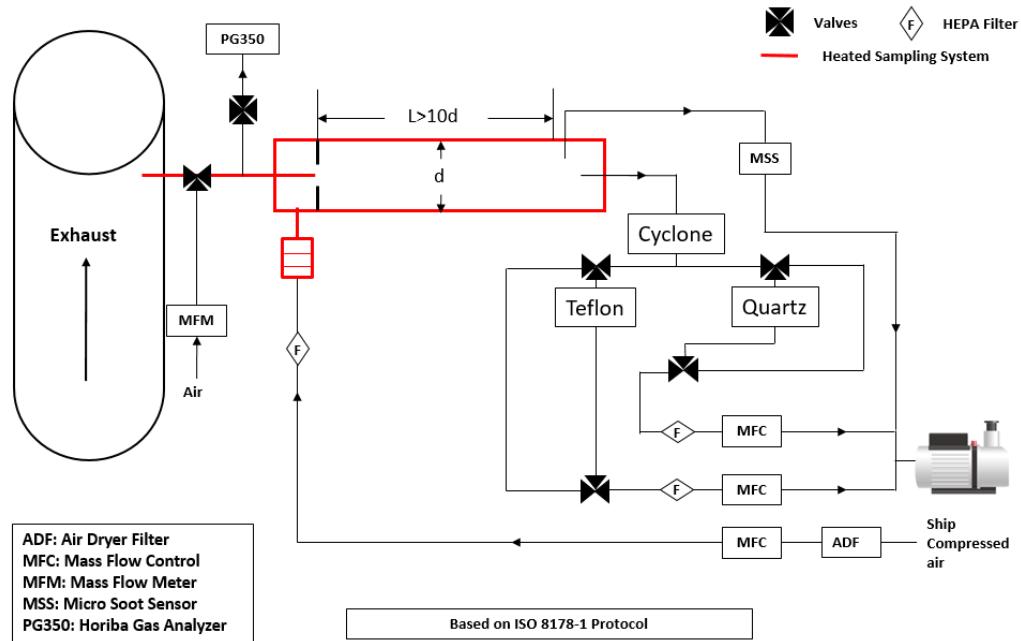 PG350
Valves
F
HEPA Filter
Heated Sampling System
L>10d
MSS
d
Exhaust
Cyclone
MFM
Teflon
Quartz
F
Air
F
MFC
F
MFC
Ship
Compressed
air
MFC
ADF
ADF: Air Dryer Filter
MFC: Mass Flow Control
MFM: Mass Flow Meter
MSS: Micro Soot Sensor
PG350: Horiba Gas Analyzer
Based on ISO 8178-1 Protocol